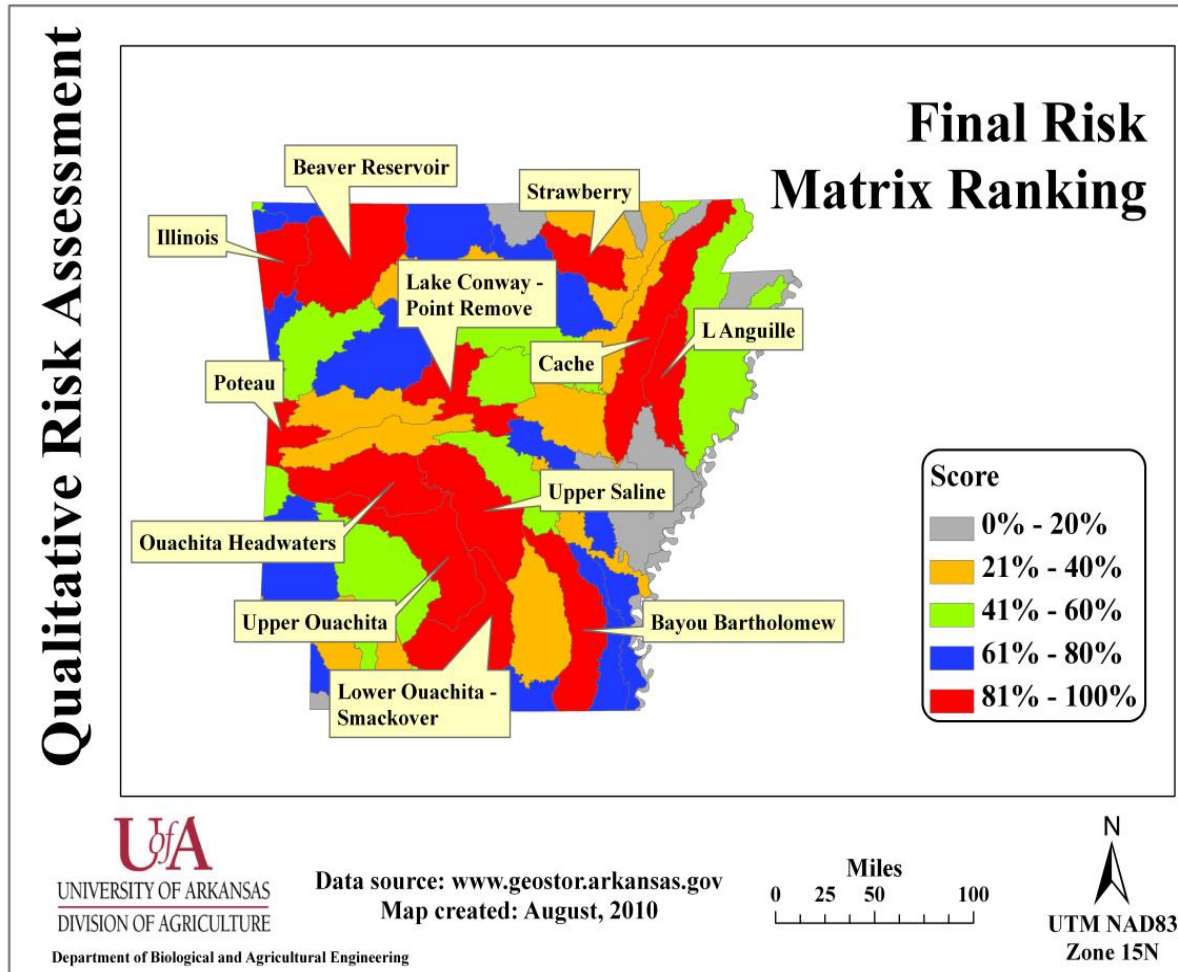 Qualitative Risk Assessment
Final Risk
Matrix Ranking
Beaver Reservoir
Strawberry
Illinois
Lake Conway -
Point Remove
L Anguille
Cache
Poteau
Upper Saline
Ouachita Headwaters
Upper Ouachita
Bayou Bartholomew
Lower Ouachita -
Smackover
Score
0% - 20%
21% - 40%
41% - 60%
61% - 80%
81% - 100%
UofA
UNIVERSITY OF ARKANSAS
DIVISION OF AGRICULTURE
Department of Biological and Agricultural Engineering
Data source: www.geostor.arkansas.gov
Map created: August, 2010
Miles
0 25 50 100
N
UTM NAD83
Zone 15N